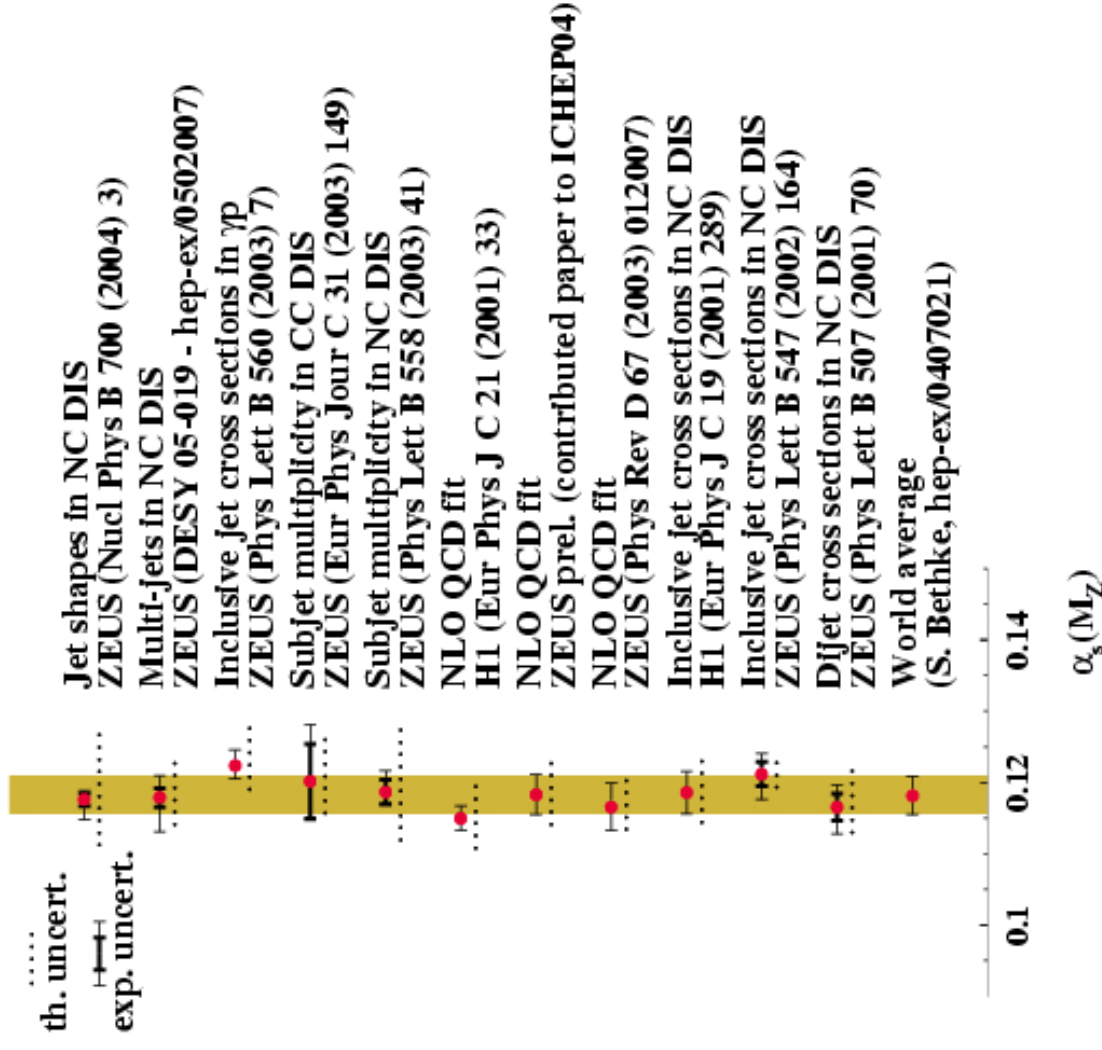 th. uncert.
exp. uncert.
Jet shapes in NC DIS
ZEUS (Nucl Phys B 700 (2004) 3)
Multi-jets in NC DIS
ZEUS (DESY 05-019 - hep-ex/0502007)
Inclusive jet cross sections in γp
ZEUS (Phys Lett B 560 (2003) 7)
Subjet multiplicity in CC DIS
ZEUS (Eur Phys Jour C 31 (2003) 149)
Subjet multiplicity in NC DIS
ZEUS (Phys Lett B 558 (2003) 41)
NLO QCD fit
H1 (Eur Phys J C 21 (2001) 33)
NLO QCD fit
ZEUS prel. (contributed paper to ICHEP04)
NLO QCD fit
ZEUS (Phys Rev D 67 (2003) 012007)
Inclusive jet cross sections in NC DIS
H1 (Eur Phys J C 19 (2001) 289)
Inclusive jet cross sections in NC DIS
ZEUS (Phys Lett B 547 (2002) 164)
Dijet cross sections in NC DIS
ZEUS (Phys Lett B 507 (2001) 70)
World average
(S. Bethke, hep-ex/0407021)
0.1 0.12 0.14
αs(MZ)